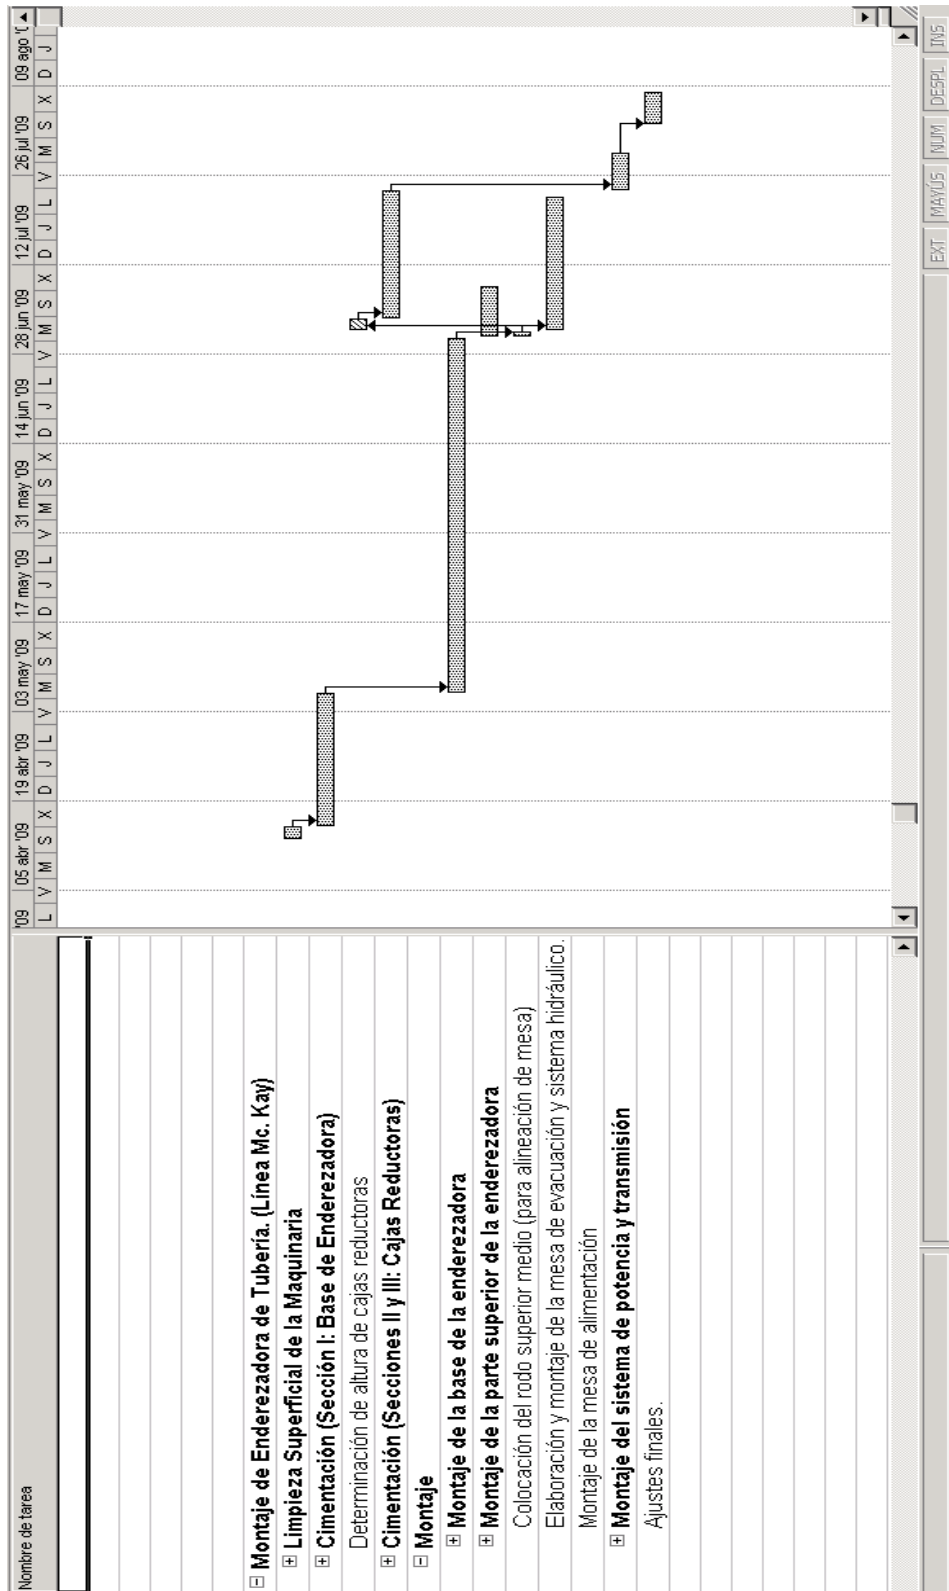 Nombre de tarea
'09
05 abr '09
19 abr '09
03 may '09
17 may '09
31 may '09
14 jun '09
28 jun '09
12 jul '09
26 jul '09
09 ago '0
L V M S X D J L V M S X D J L V M S X D J L V M S X D J L V M S X D J
Montaje de Enderezadora de Tubería. (Línea Mc. Kay)
Limpieza Superficial de la Maquinaria
Cimentación (Sección I: Base de Enderezadora)
Determinación de altura de cajas reductoras
Cimentación (Secciones II y III: Cajas Reductoras)
Montaje
Montaje de la base de la enderezadora
Montaje de la parte superior de la enderezadora
Colocación del rodo superior medio (para alineación de mesa)
Elaboración y montaje de la mesa de evacuación y sistema hidráulico.
Montaje de la mesa de alimentación
Montaje del sistema de potencia y transmisión
Ajustes finales.
EXT MAYÚS NUM DESPL INS